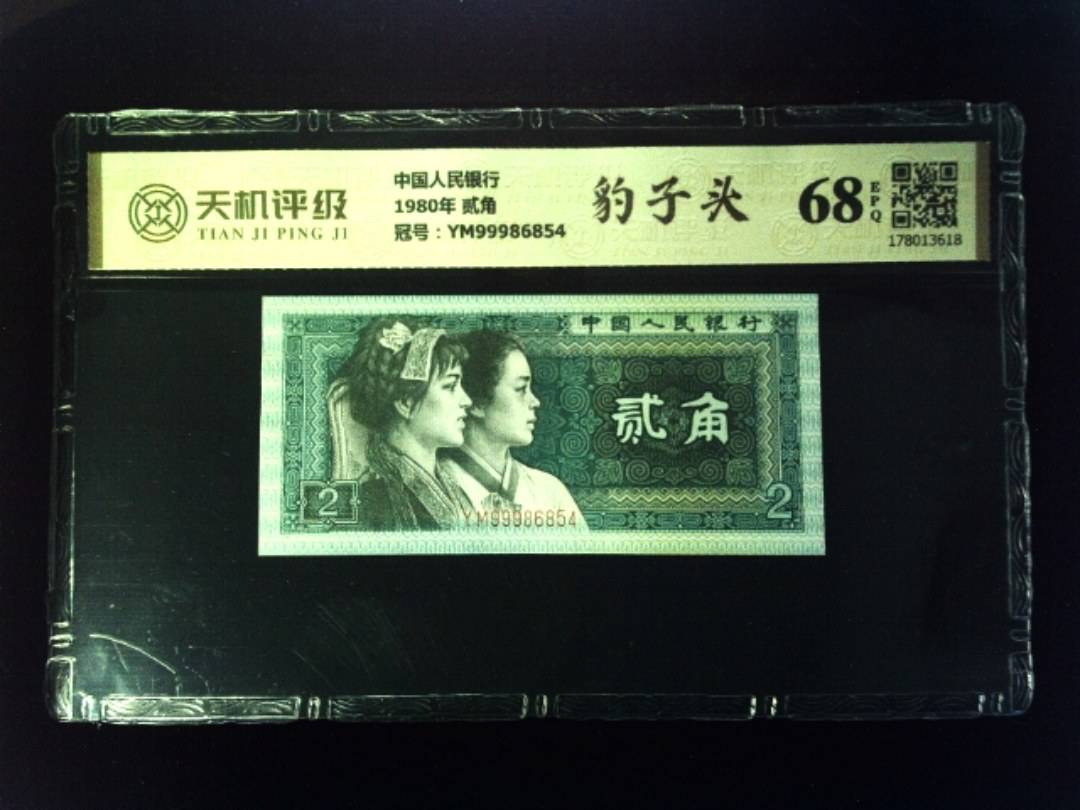 天机评级
TIAN JI PING JI
中国人民银行
1980年 贰角
冠号：YM99986854
豹子头
68
EPQ
178013618
中国人民银行
贰角
2
2
YM99986854